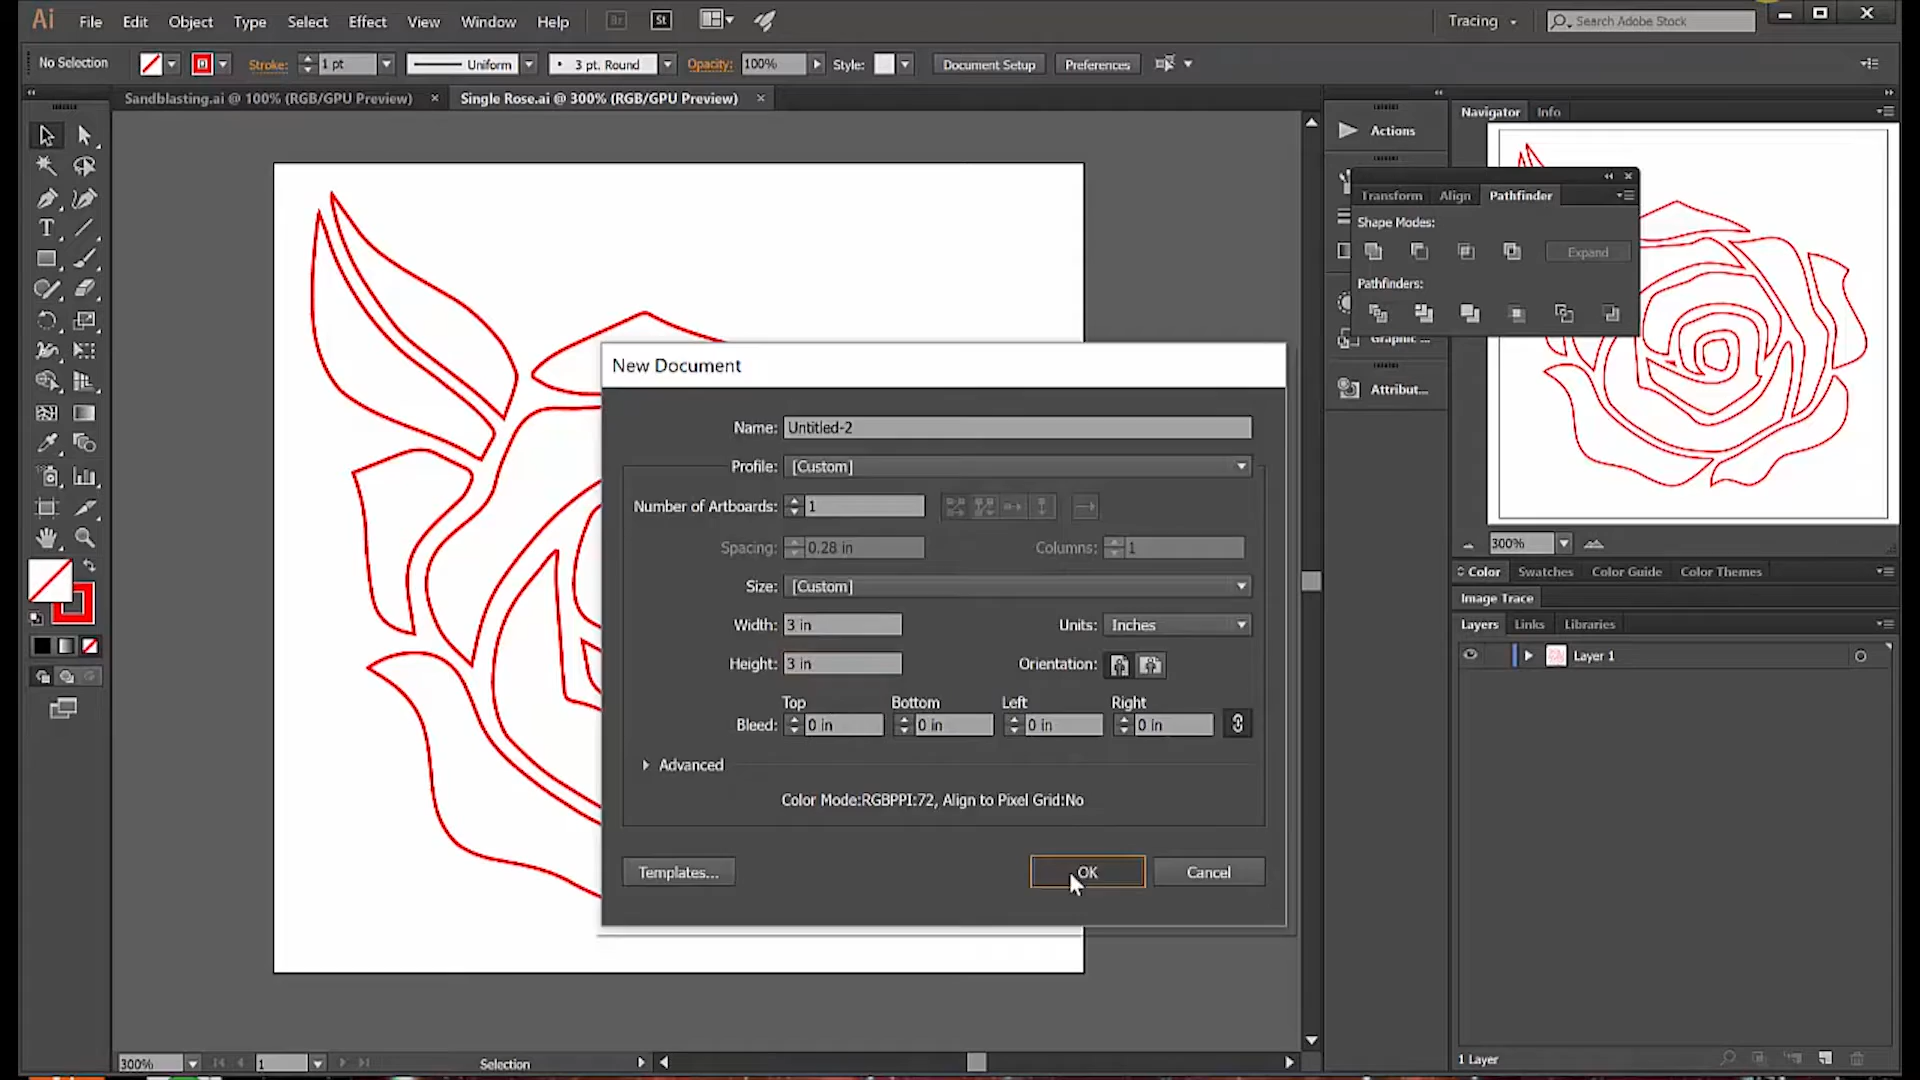 Ai File Edit Object Type Select Effect View Window Help Br St Tracing Search Adobe Stock
No Selection Stroke: 1 pt Uniform 3 pt. Round Opacity: 100% Style: Document Setup Preferences
Sandblasting.ai @ 100% (RGB/GPU Preview) × Single Rose.ai @ 300% (RGB/GPU Preview) ×
Navigator Info
Actions
Transform Align Pathfinder
Shape Modes:
Expand
Pathfinders:
Graphic ...
Attribut...
New Document
Name: Untitled-2
Profile: [Custom]
Number of Artboards: 1
Spacing: 0.28 in Columns: 1
Size: [Custom]
Width: 3 in Units: Inches
Height: 3 in Orientation:
Top Bottom Left Right
Bleed: 0 in 0 in 0 in 0 in
Advanced
Color Mode:RGBPPI:72, Align to Pixel Grid:No
Templates... OK Cancel
300%
Color Swatches Color Guide Color Themes
Image Trace
Layers Links Libraries
Layer 1
1 Layer
300% 1 Selection